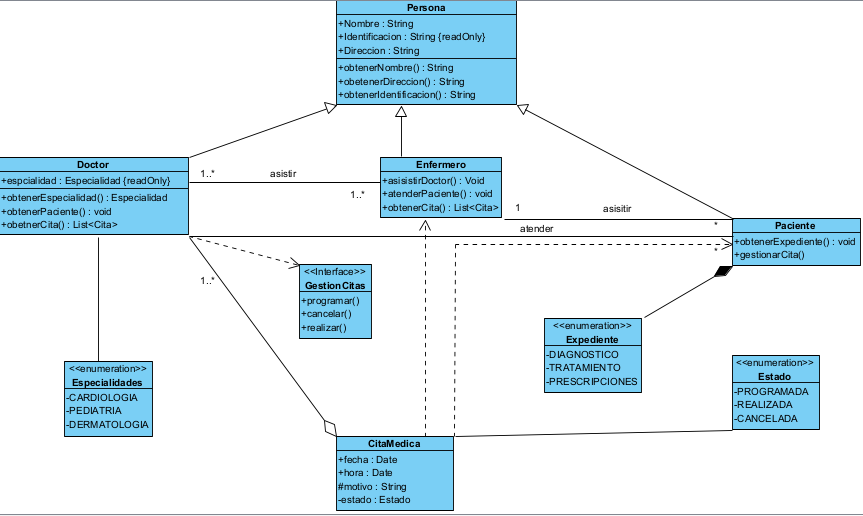 Persona
+Nombre : String
+Identificacion : String {readOnly}
+Direccion : String
+obtenerNombre() : String
+obetenerDireccion() : String
+obtenerIdentificacion() : String
Doctor
+espcialidad : Especialidad {readOnly}
+obtenerEspecialidad() : Especialidad
+obtenerPaciente() : void
+obetnerCita() : List<Cita>
1..*
asistir
1..*
Enfermero
+asisistirDoctor() : Void
+atenderPaciente() : void
+obtenerCita() : List<Cita>
1
asisitir
*
atender
*
Paciente
+obtenerExpediente() : void
+gestionarCita()
1..*
<<Interface>>
GestionCitas
+programar()
+cancelar()
+realizar()
<<enumeration>>
Expediente
-DIAGNOSTICO
-TRATAMIENTO
-PRESCRIPCIONES
<<enumeration>>
Especialidades
-CARDIOLOGIA
-PEDIATRIA
-DERMATOLOGIA
<<enumeration>>
Estado
-PROGRAMADA
-REALIZADA
-CANCELADA
CitaMedica
+fecha : Date
+hora : Date
#motivo : String
-estado : Estado